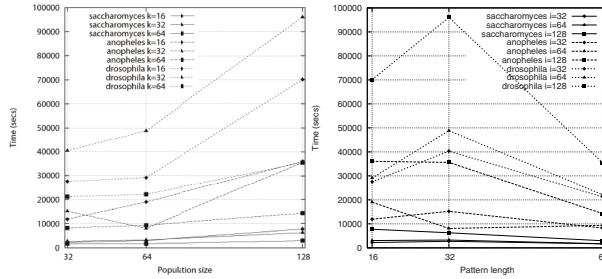 100000
90000
80000
70000
60000
50000
40000
30000
20000
10000
0
Time (secs)
saccharomyces k=16
saccharomyces k=32
saccharomyces k=64
anopheles k=16
anopheles k=32
anopheles k=64
drosophila k=16
drosophila k=32
drosophila k=64
32
64
128
Population size
100000
90000
80000
70000
60000
50000
40000
30000
20000
10000
0
Time (secs)
saccharomyces i=32
saccharomyces i=64
saccharomyces i=128
anopheles i=32
anopheles i=64
anopheles i=128
drosophila i=32
drosophila i=64
drosophila i=128
16
32
6
Pattern length